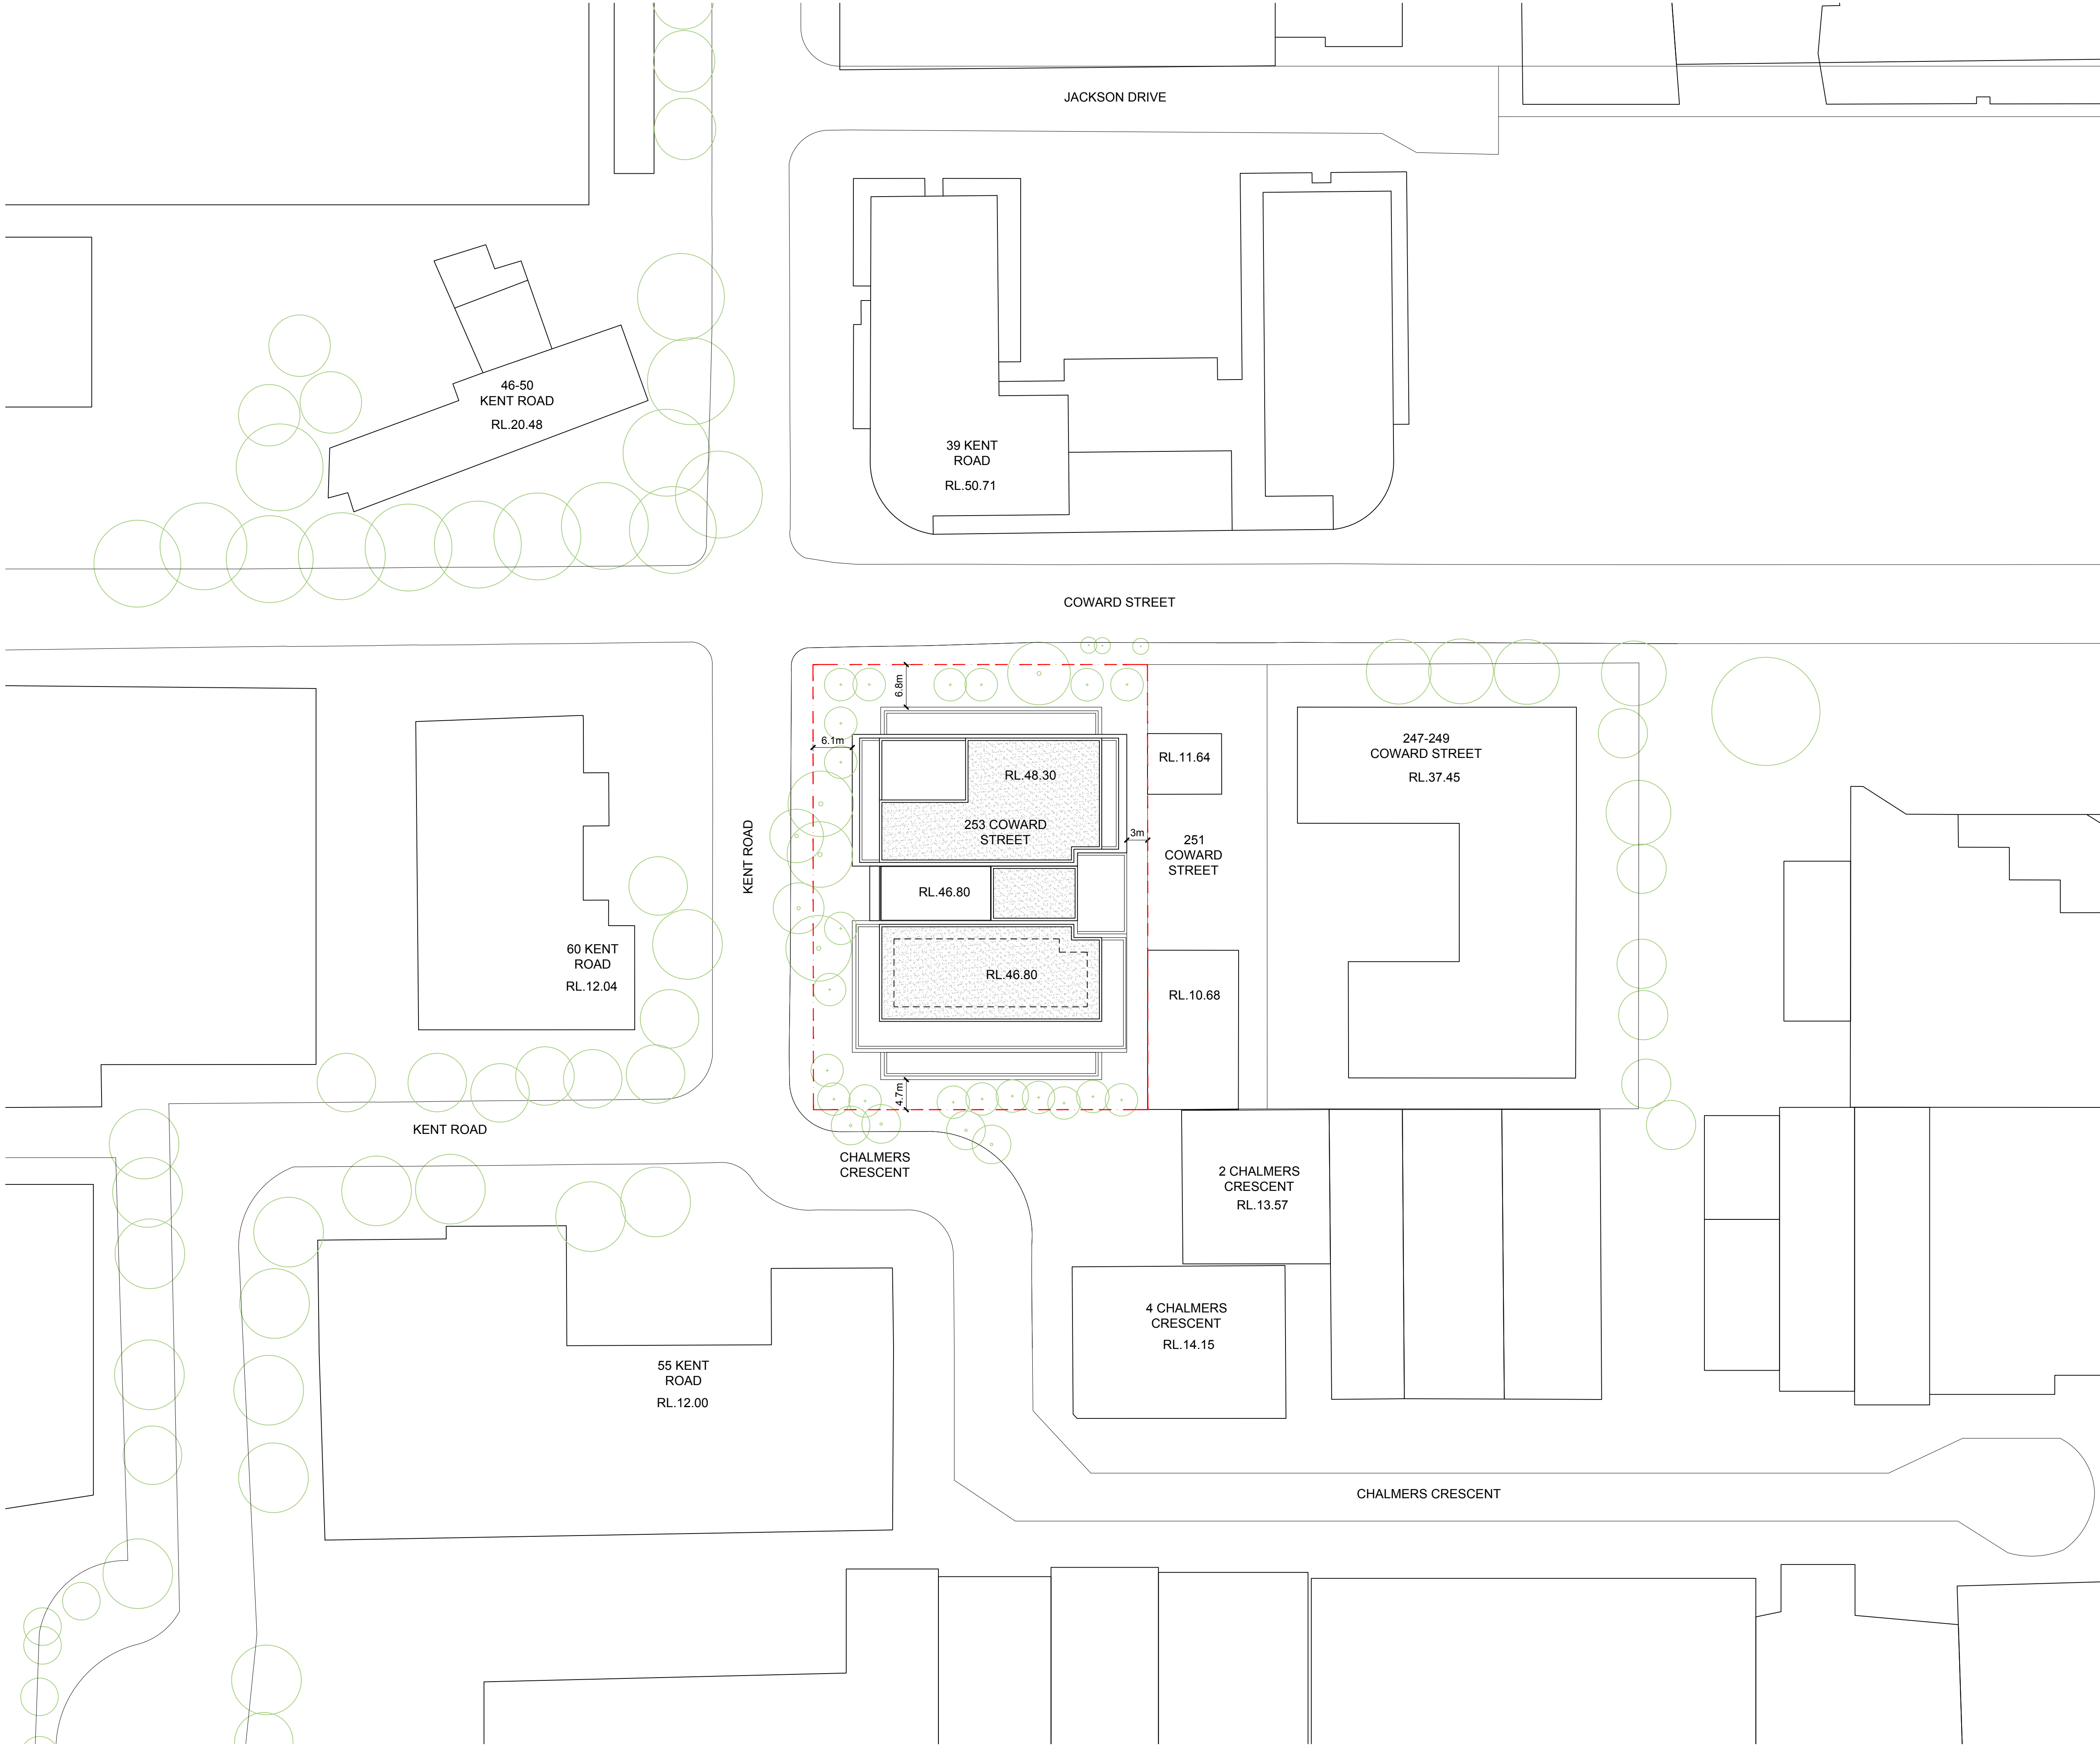 JACKSON DRIVE
46-50
KENT ROAD
RL.20.48
39 KENT
ROAD
RL.50.71
COWARD STREET
6.8m
6.1m
RL.48.30
253 COWARD
STREET
3m
RL.11.64
247-249
COWARD STREET
RL.37.45
KENT ROAD
251
COWARD
STREET
RL.46.80
60 KENT
ROAD
RL.12.04
RL.46.80
RL.10.68
4.7m
KENT ROAD
CHALMERS
CRESCENT
2 CHALMERS
CRESCENT
RL.13.57
4 CHALMERS
CRESCENT
RL.14.15
55 KENT
ROAD
RL.12.00
CHALMERS CRESCENT